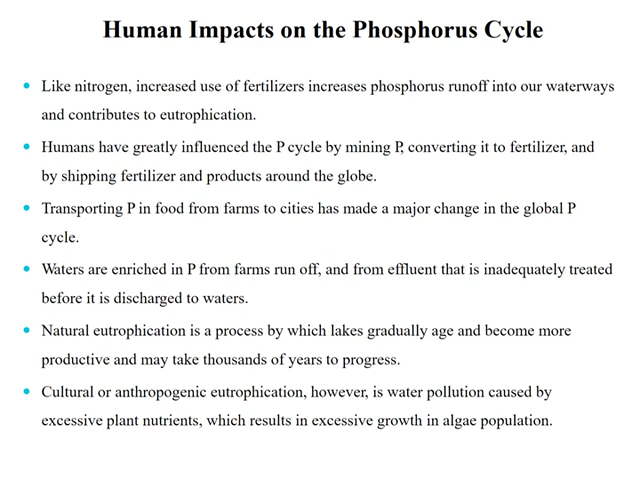 Human Impacts on the Phosphorus Cycle
• Like nitrogen, increased use of fertilizers increases phosphorus runoff into our waterways
and contributes to eutrophication.
• Humans have greatly influenced the P cycle by mining P, converting it to fertilizer, and
by shipping fertilizer and products around the globe.
• Transporting P in food from farms to cities has made a major change in the global P
cycle.
• Waters are enriched in P from farms run off, and from effluent that is inadequately treated
before it is discharged to waters.
• Natural eutrophication is a process by which lakes gradually age and become more
productive and may take thousands of years to progress.
• Cultural or anthropogenic eutrophication, however, is water pollution caused by
excessive plant nutrients, which results in excessive growth in algae population.